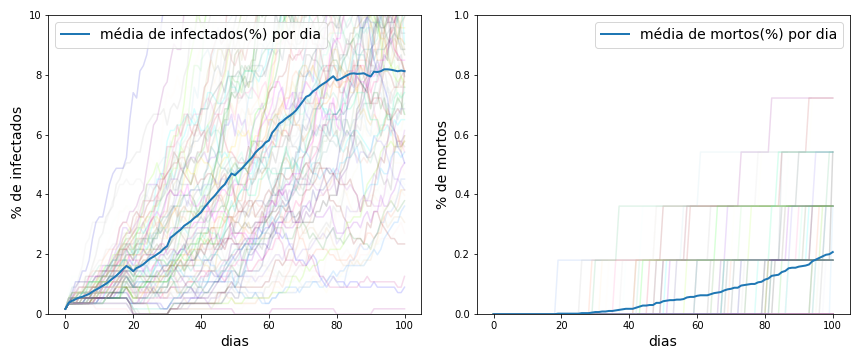 média de infectados(%) por dia
% de infectados
10
8
6
4
2
0
0 20 40 60 80 100
dias
média de mortos(%) por dia
% de mortos
1.0
0.8
0.6
0.4
0.2
0.0
0 20 40 60 80 100
dias